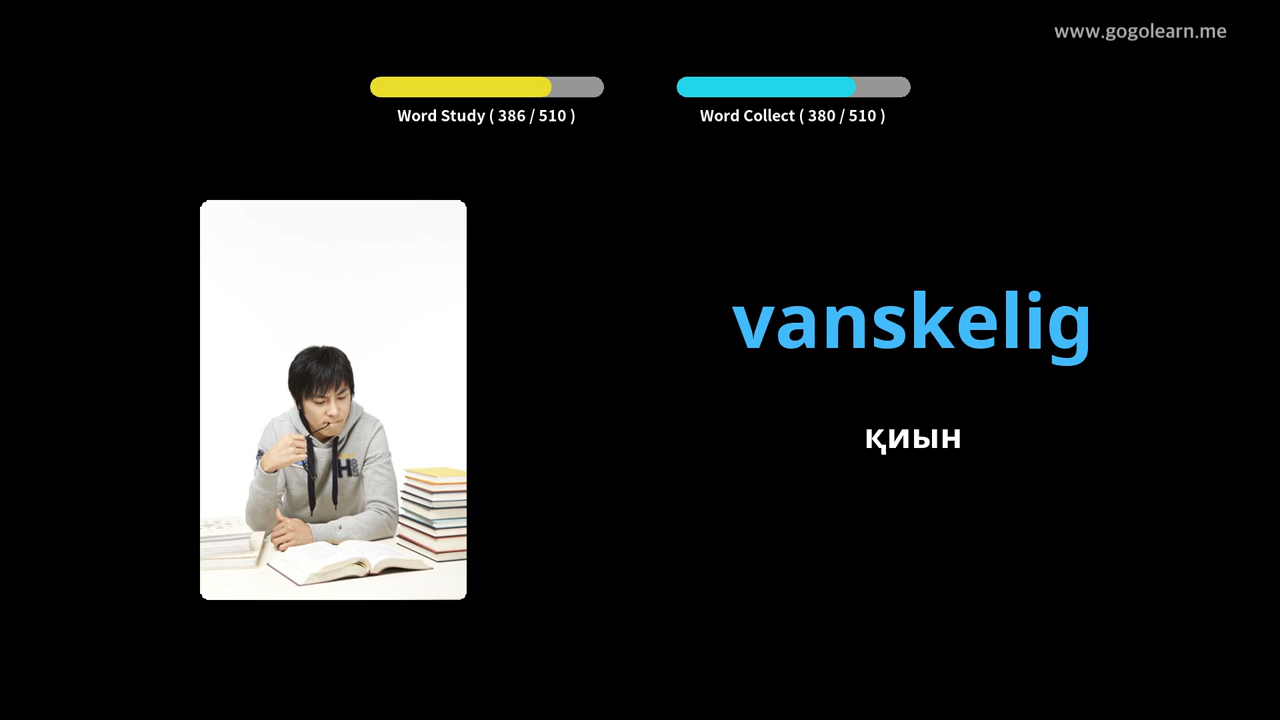 www.gogolearn.me
Word Study ( 386 / 510 )
Word Collect ( 380 / 510 )
vanskelig
қиын
H